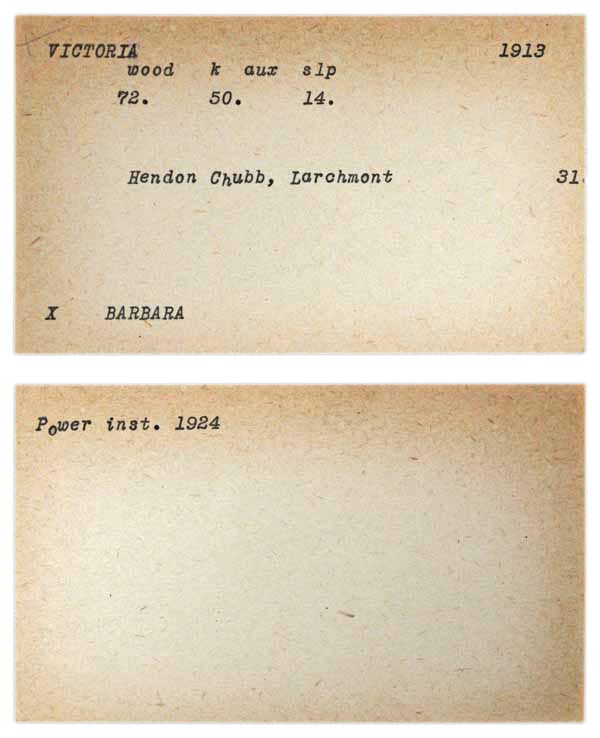 VICTORIA 1913
wood k aux slp
72. 50. 14.
Hendon Chubb, Larchmont 31.
X BARBARA
Power inst. 1924